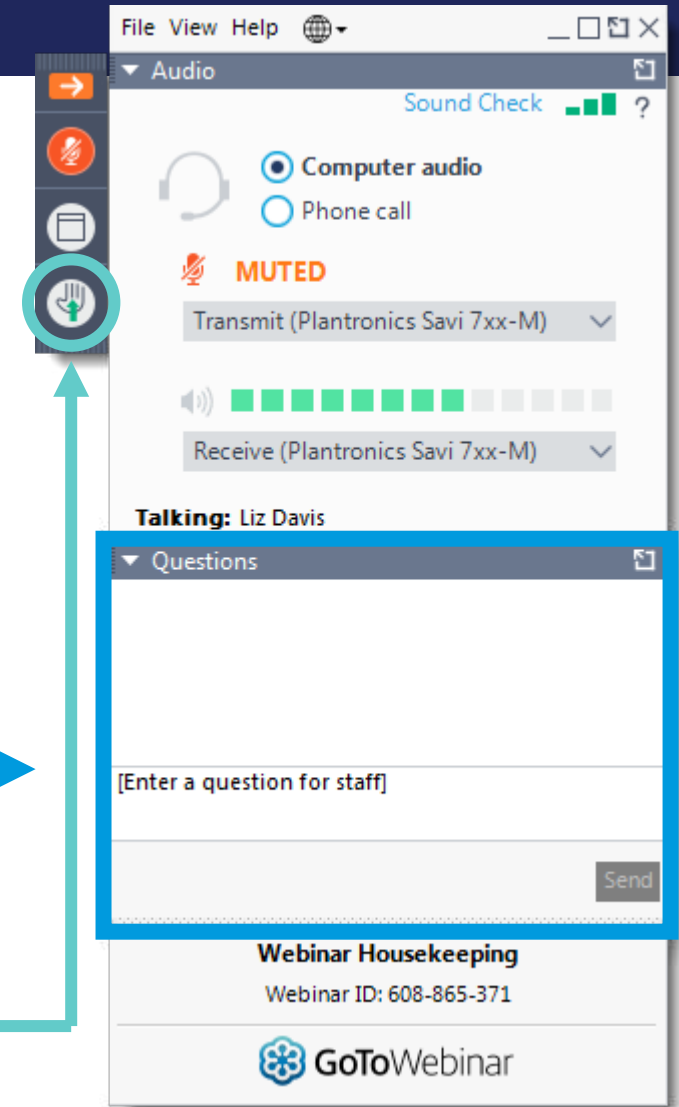 File View Help
Audio
Sound Check ?
Computer audio
Phone call
MUTED
Transmit (Plantronics Savi 7xx-M)
Receive (Plantronics Savi 7xx-M)
Talking: Liz Davis
Questions
[Enter a question for staff]
Send
Webinar Housekeeping
Webinar ID: 608-865-371
GoToWebinar